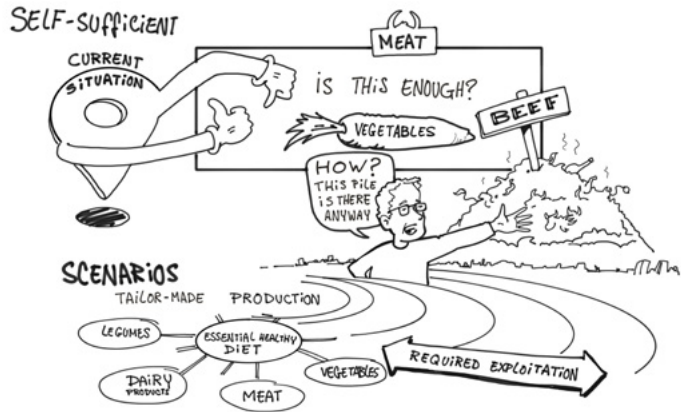 SELF-SUFFICIENT
CURRENT
SITUATION
MEAT
IS THIS ENOUGH?
VEGETABLES
BEEF
HOW?
THIS PILE
IS THERE
ANYWAY
SCENARIOS
TAILOR-MADE PRODUCTION
LEGUMES
ESSENTIAL HEALTHY
DIET
DAIRY
PRODUCTS
MEAT
VEGETABLES
REQUIRED EXPLOITATION